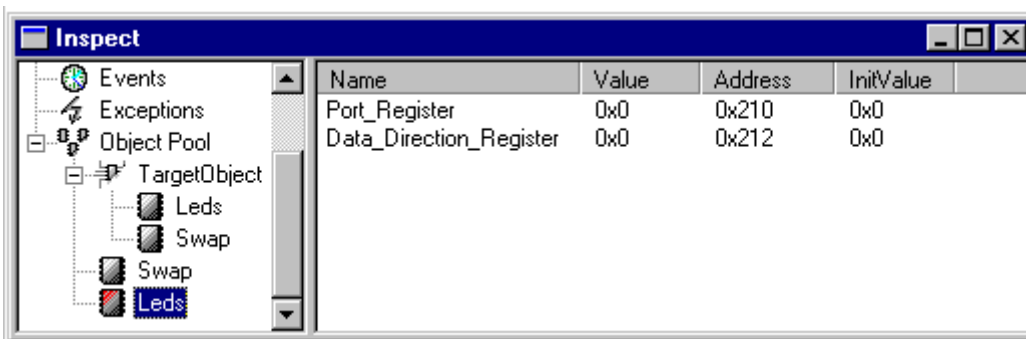 Inspect
Events
Exceptions
Object Pool
TargetObject
Leds
Swap
Swap
Leds
Name Value Address InitValue
Port_Register 0x0 0x210 0x0
Data_Direction_Register 0x0 0x212 0x0